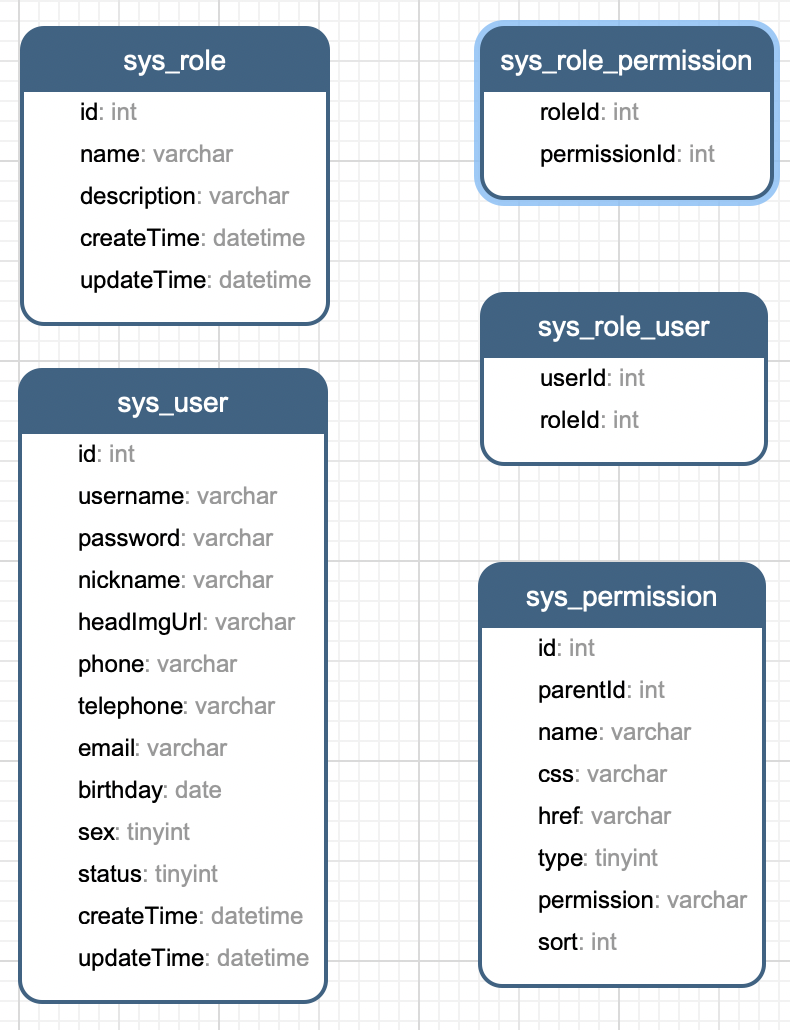 sys_role
id: int
name: varchar
description: varchar
createTime: datetime
updateTime: datetime
sys_user
id: int
username: varchar
password: varchar
nickname: varchar
headImgUrl: varchar
phone: varchar
telephone: varchar
email: varchar
birthday: date
sex: tinyint
status: tinyint
createTime: datetime
updateTime: datetime
sys_role_permission
roleId: int
permissionId: int
sys_role_user
userId: int
roleId: int
sys_permission
id: int
parentId: int
name: varchar
css: varchar
href: varchar
type: tinyint
permission: varchar
sort: int